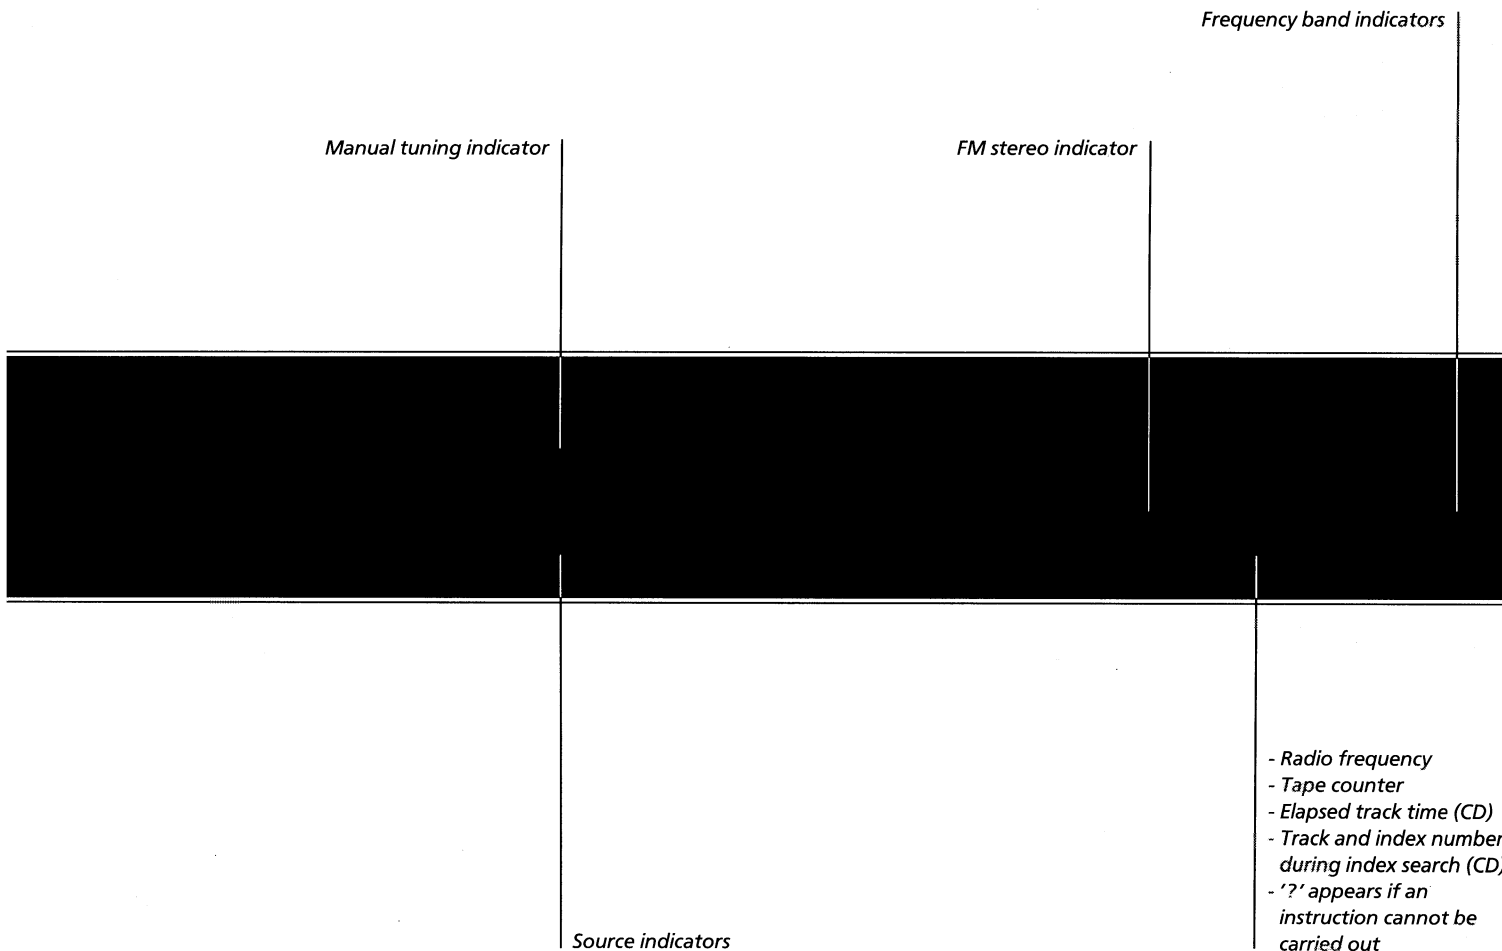 Frequency band indicators
Manual tuning indicator
FM stereo indicator
- Radio frequency
- Tape counter
- Elapsed track time (CD)
- Track and index number
during index search (CD)
- '?' appears if an
instruction cannot be
carried out
Source indicators